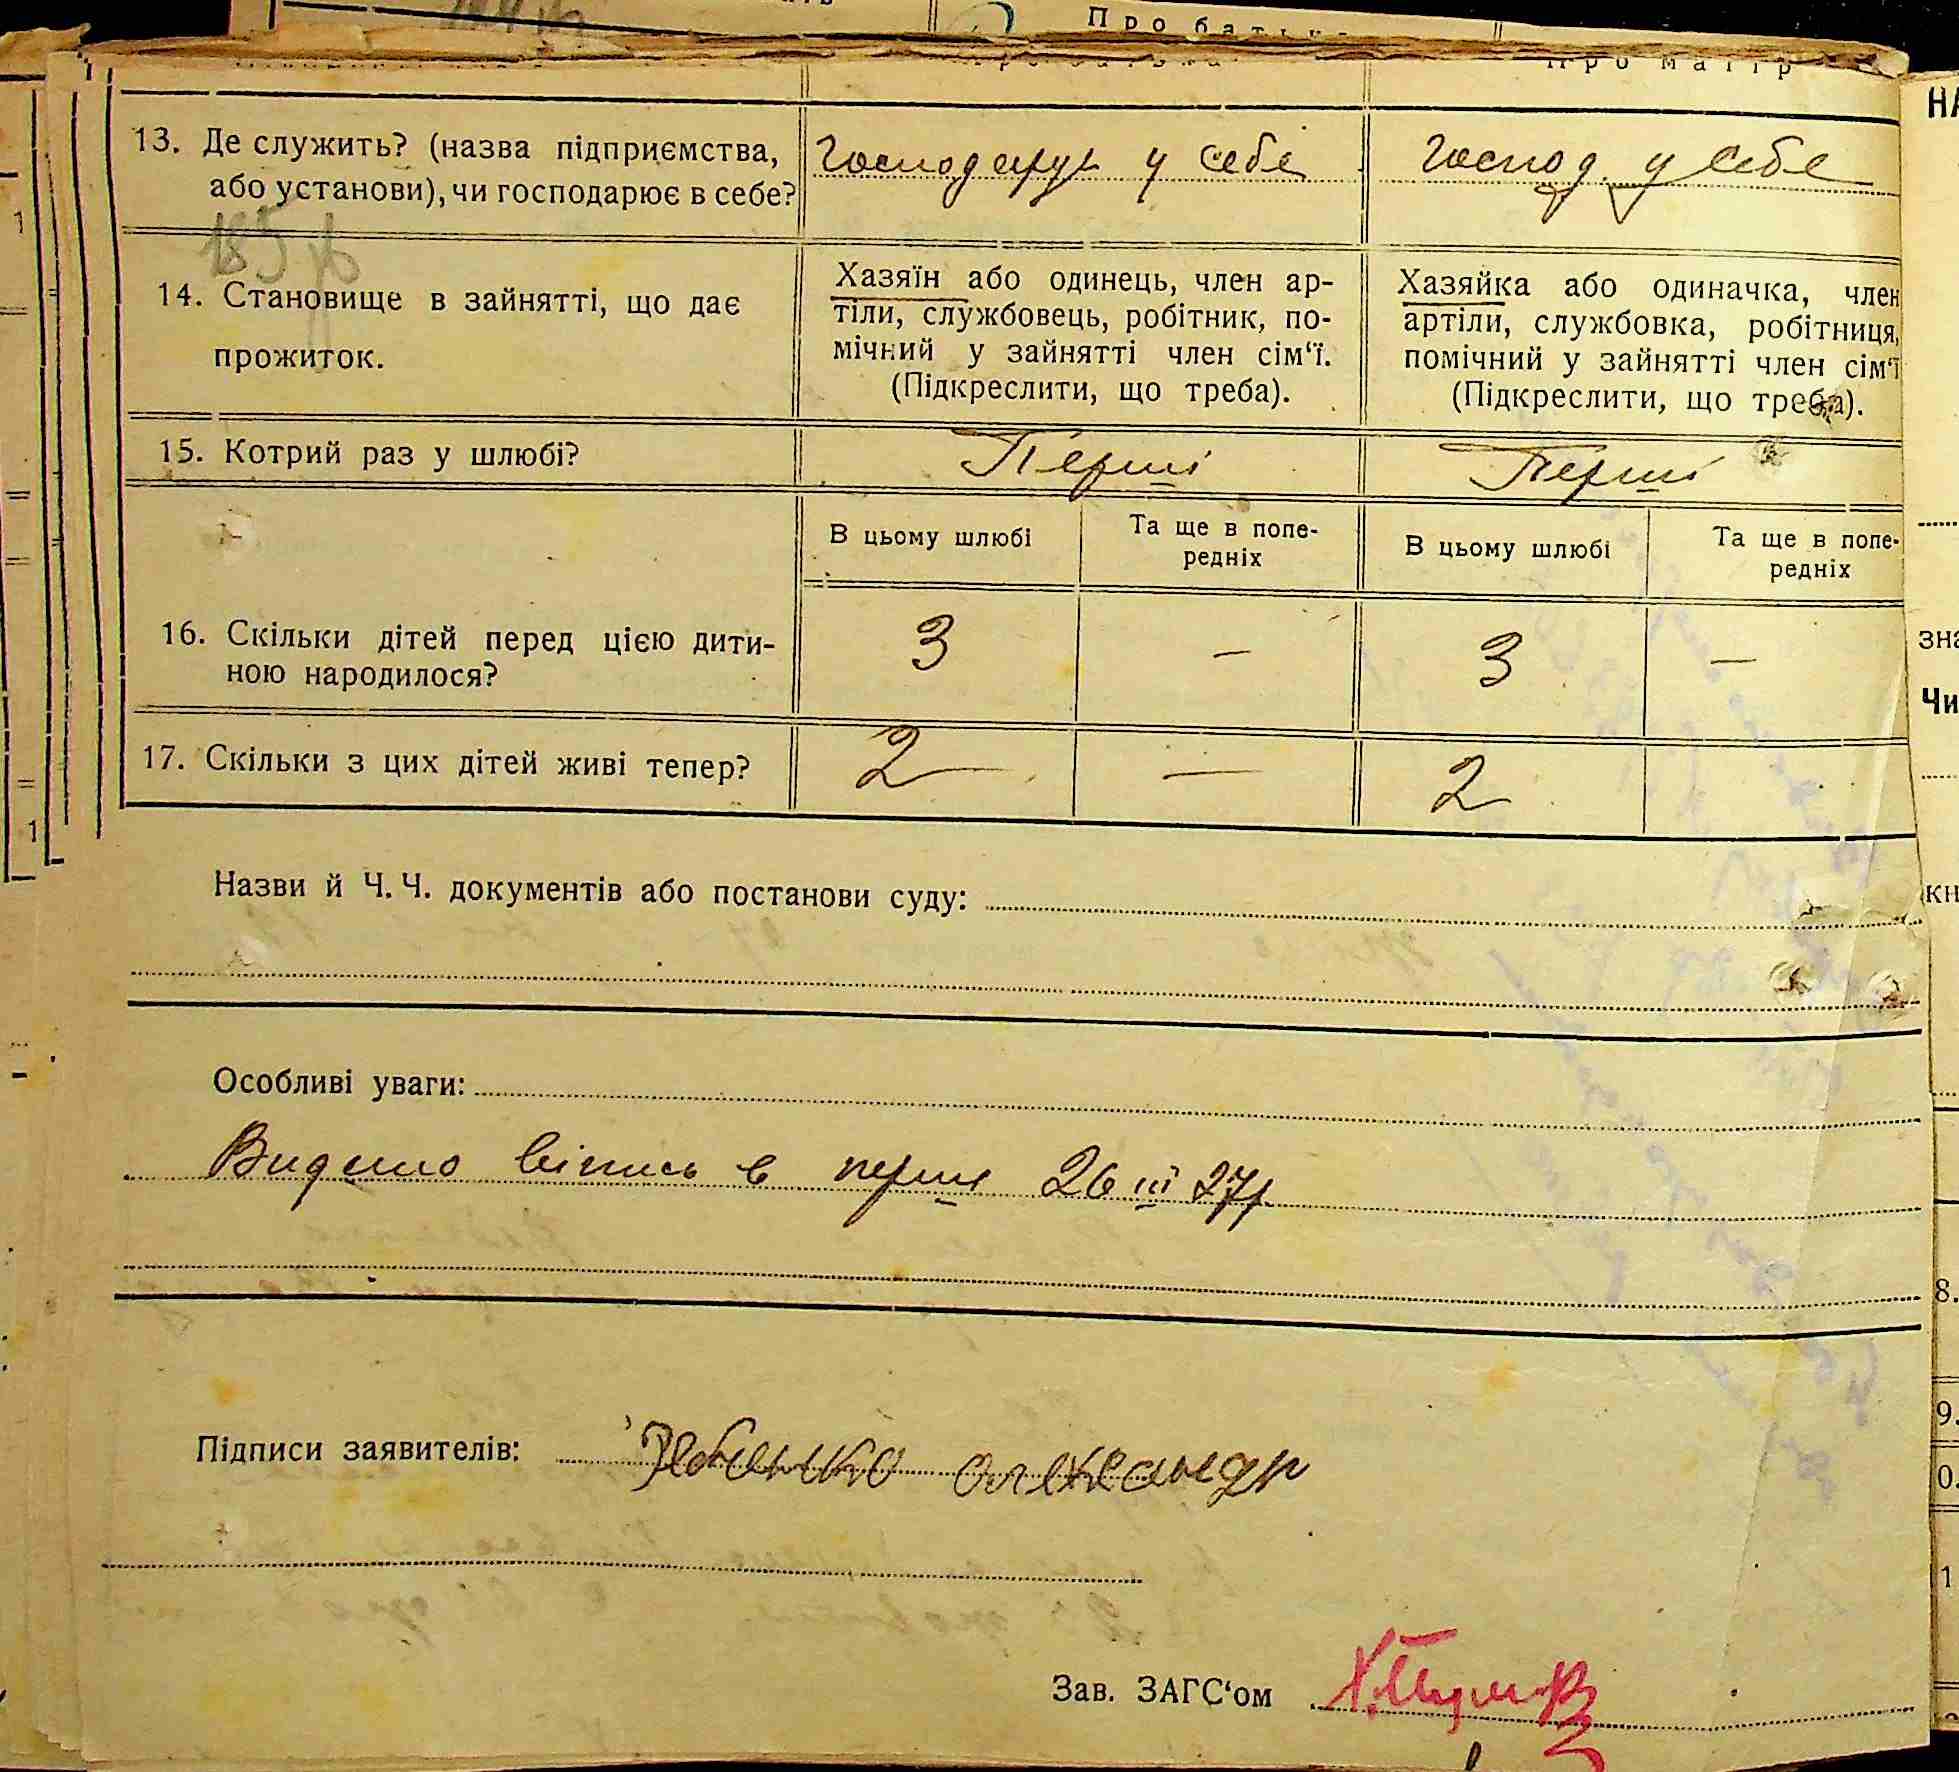 Про батька
Про матір
13. Де служить? (назва підприємства, або установи), чи господарює в себе?
Господарує у себе
Господ. у себе
185
14. Становище в зайнятті, що дає прожиток.
Хазяїн або одинець, член ар-
тіли, службовець, робітник, по-
мічний у зайнятті член сім‘ї.
(Підкреслити, що треба).
Хазяйка або одиначка, член
артіли, службовка, робітниця,
помічний у зайнятті член сім‘ї
(Підкреслити, що треба).
15. Котрий раз у шлюбі?
Перші
Перші
В цьому шлюбі
Та ще в попе-
редніх
В цьому шлюбі
Та ще в попе-
редніх
16. Скільки дітей перед цією дити-
ною народилося?
3 — 3 —
17. Скільки з цих дітей живі тепер?
2 — 2
Назви й Ч. Ч. документів або постанови суду:
Особливі уваги:
Видано випись в перше 26 III 27р
Підписи заявителів: олександр
Зав. ЗАГС‘ом